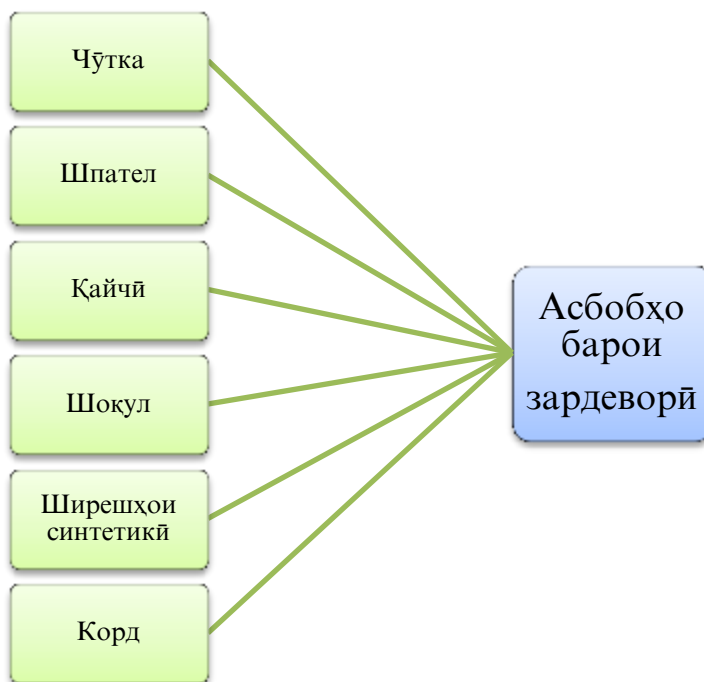 Чӯтка
Шпател
Қайчӣ
Шоқул
Ширешҳои
синтетикӣ
Корд
Асбобҳо
барои
зардеворӣ